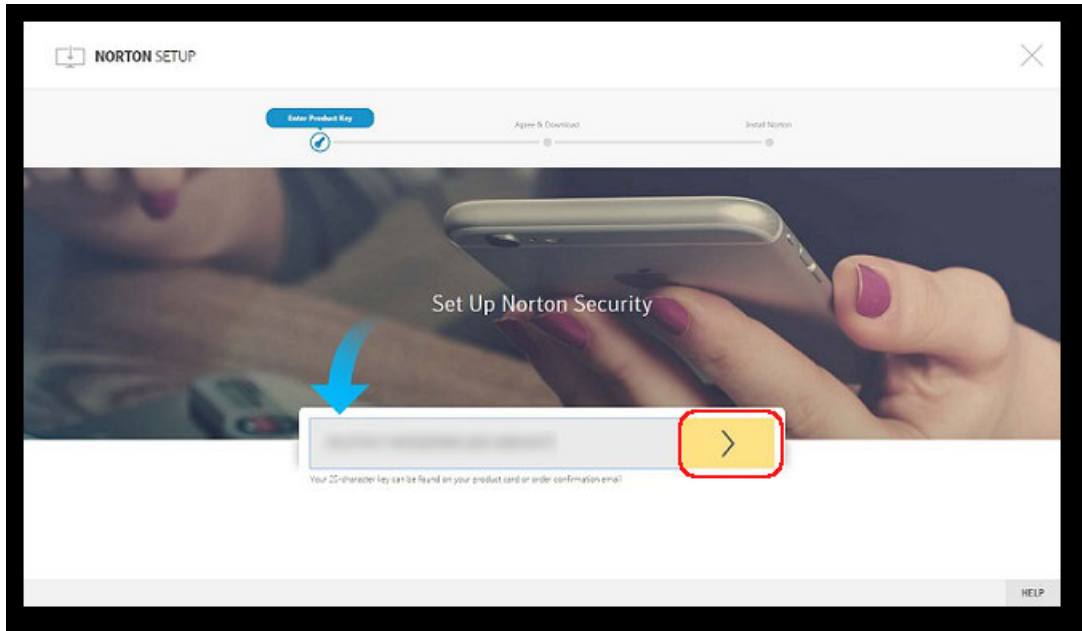 NORTON SETUP
Enter Product Key
Agree & Download
Install Norton
Set Up Norton Security
Your 25-character key can be found on your product card or order confirmation email
HELP